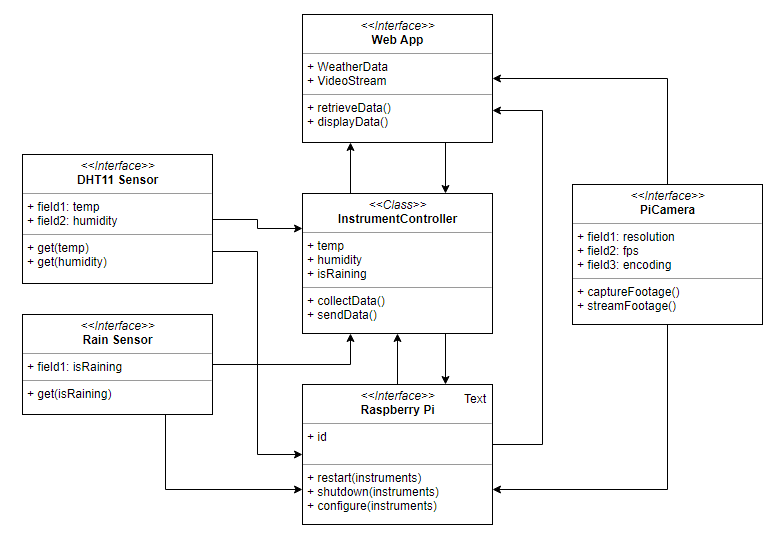 <<Interface>>
Web App
+ WeatherData
+ VideoStream
+ retrieveData()
+ displayData()
<<Interface>>
DHT11 Sensor
+ field1: temp
+ field2: humidity
+ get(temp)
+ get(humidity)
<<Class>>
InstrumentController
+ temp
+ humidity
+ isRaining
+ collectData()
+ sendData()
<<Interface>>
PiCamera
+ field1: resolution
+ field2: fps
+ field3: encoding
+ captureFootage()
+ streamFootage()
<<Interface>>
Rain Sensor
+ field1: isRaining
+ get(isRaining)
<<Interface>>
Raspberry Pi
Text
+ id
+ restart(instruments)
+ shutdown(instruments)
+ configure(instruments)